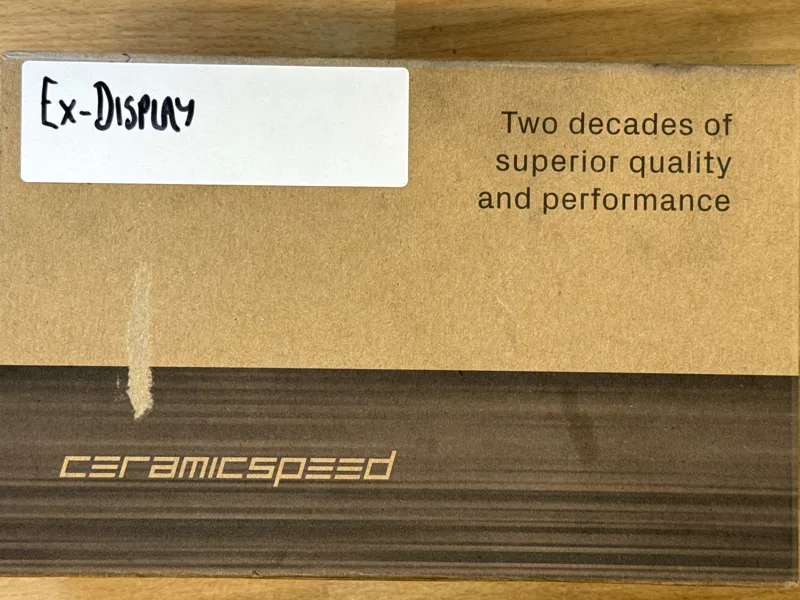 Ex-Display
Two decades of
superior quality
and performance
ceramicspeed